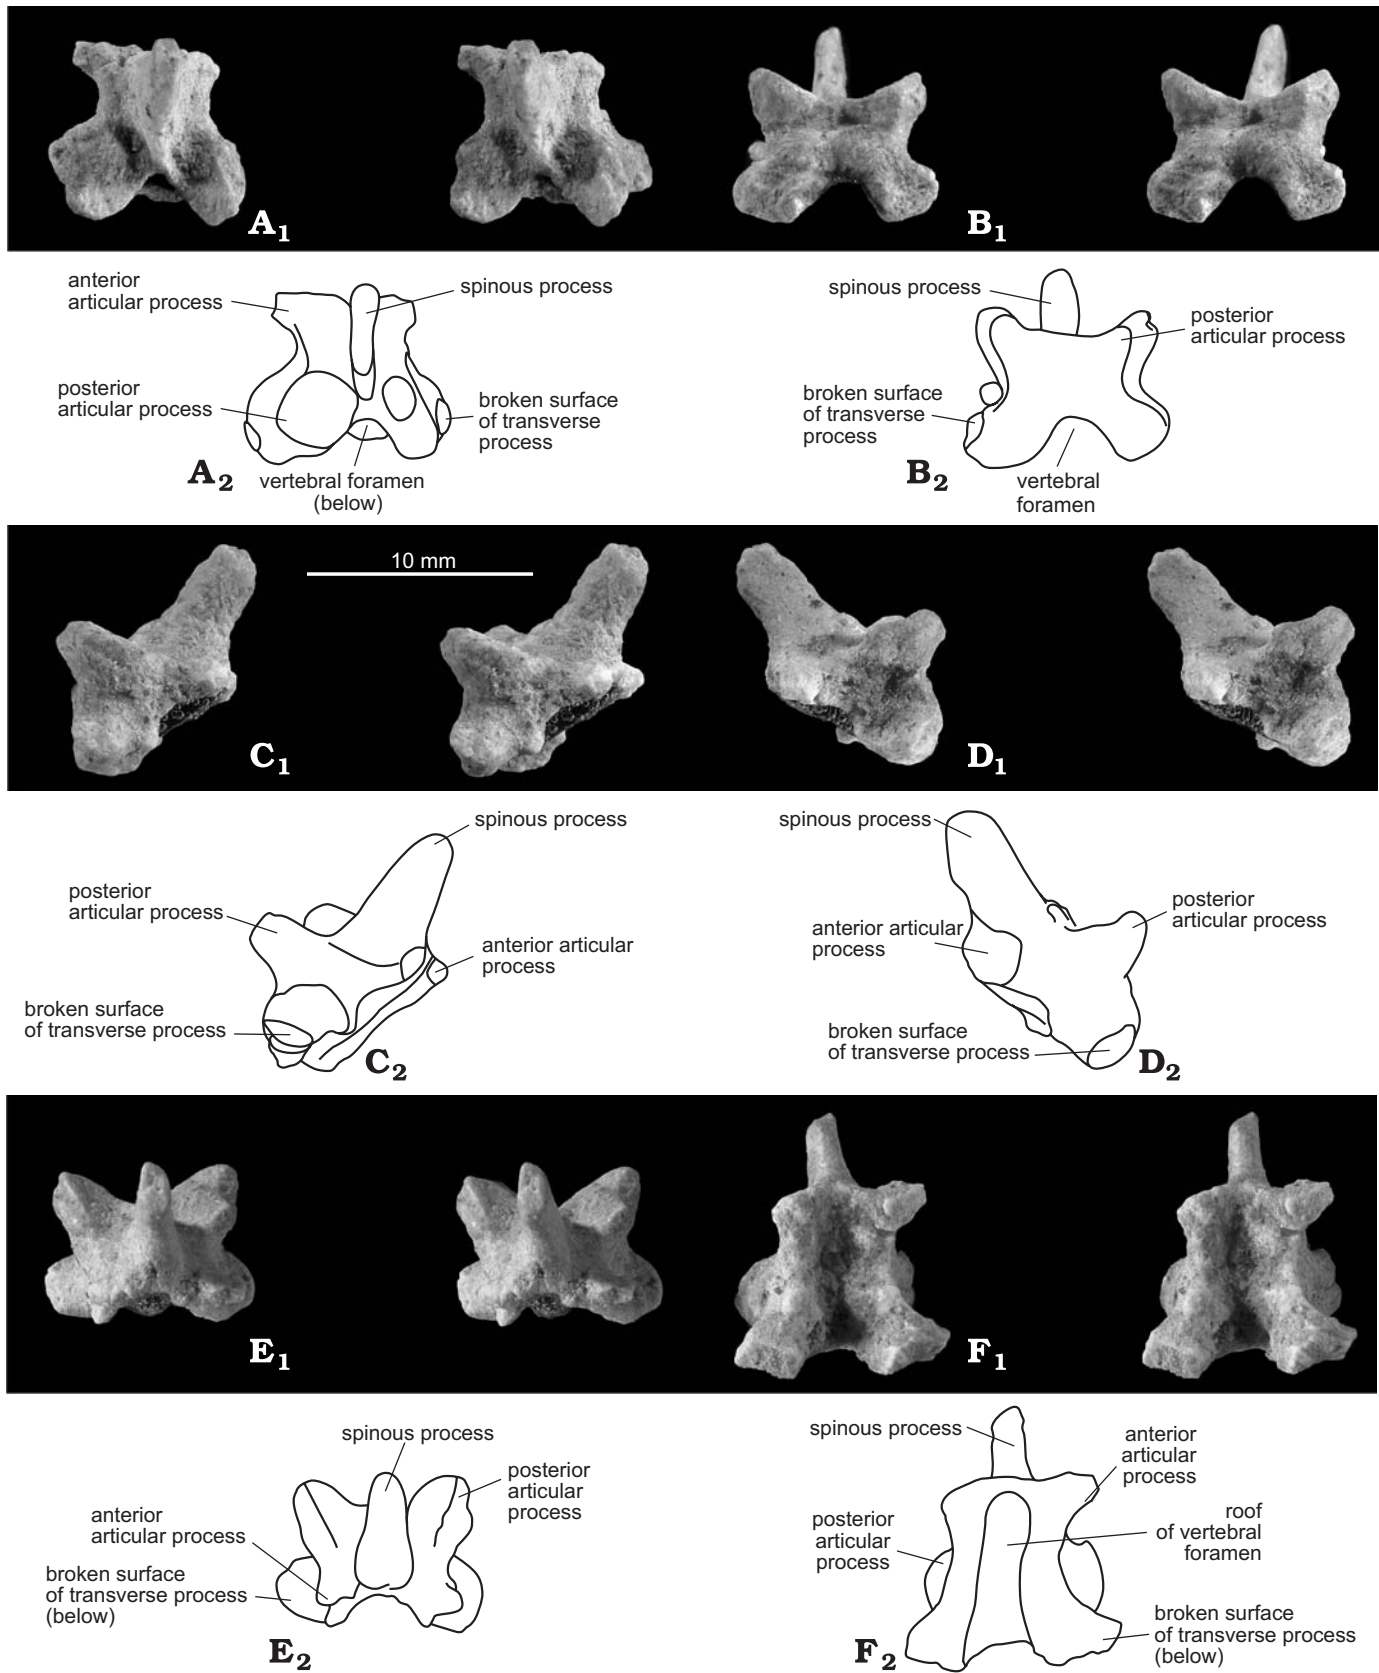 A1
B1
anterior
articular process
spinous process
posterior
articular process
broken surface
of transverse
process
A2
vertebral foramen
(below)
spinous process
posterior
articular process
broken surface
of transverse
process
B2
vertebral
foramen
10 mm
C1
D1
spinous process
posterior
articular process
anterior articular
process
broken surface
of transverse process
C2
spinous process
posterior
articular process
anterior articular
process
broken surface
of transverse process
D2
E1
F1
spinous process
posterior
articular
process
anterior
articular process
broken surface
of transverse process
(below)
E2
spinous process
anterior
articular
process
posterior
articular
process
roof
of vertebral
foramen
broken surface
of transverse process
(below)
F2